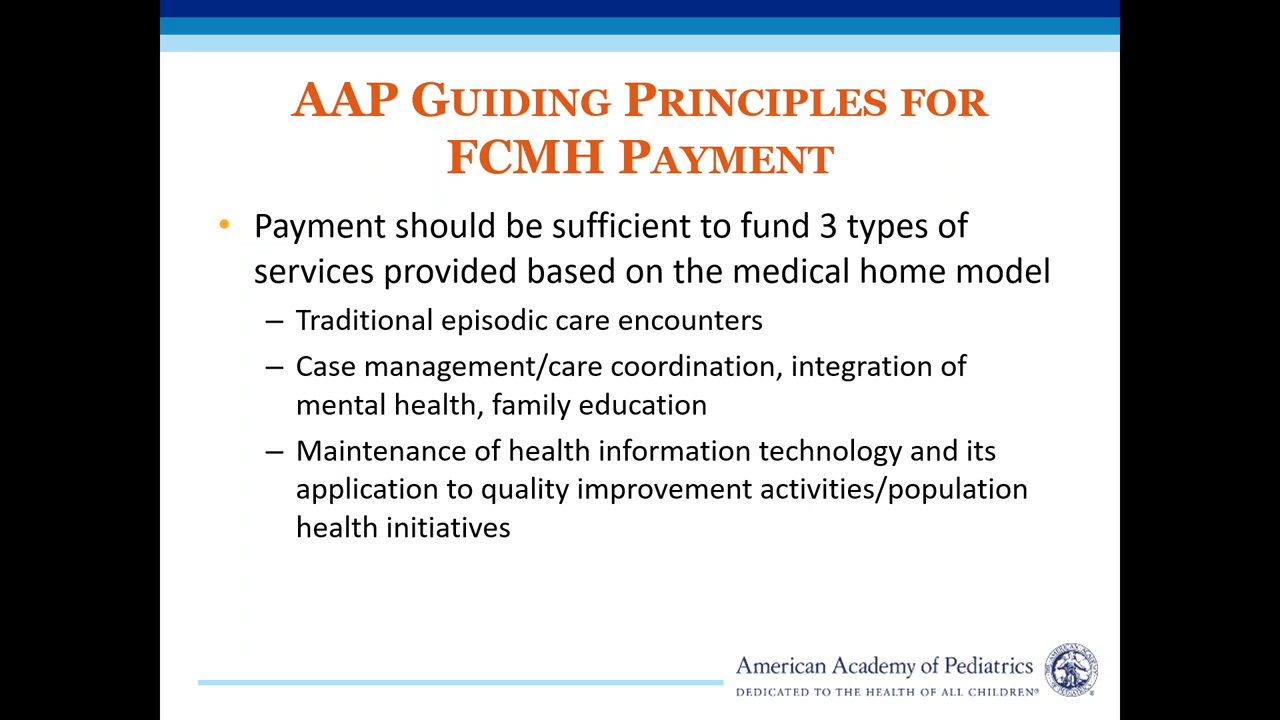 AAP GUIDING PRINCIPLES FOR
FCMH PAYMENT
• Payment should be sufficient to fund 3 types of
services provided based on the medical home model
– Traditional episodic care encounters
– Case management/care coordination, integration of
mental health, family education
– Maintenance of health information technology and its
application to quality improvement activities/population
health initiatives
American Academy of Pediatrics
DEDICATED TO THE HEALTH OF ALL CHILDREN®